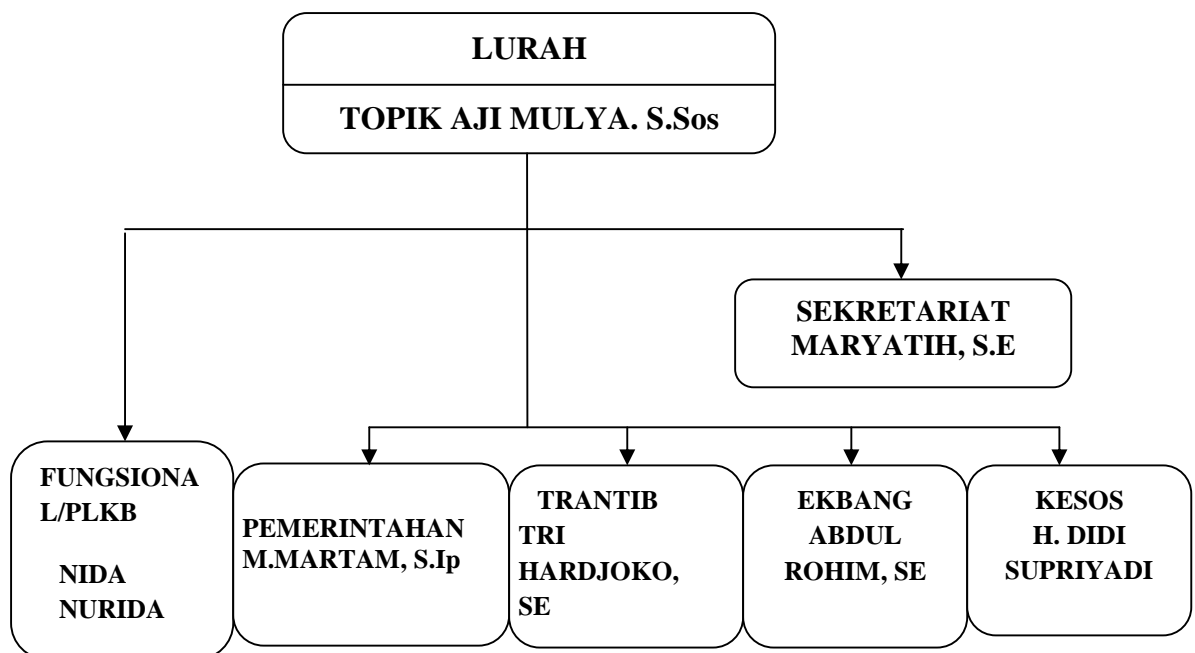 LURAH
TOPIK AJI MULYA. S.Sos
SEKRETARIAT
MARYATIH, S.E
FUNGSIONA
L/PLKB
NIDA
NURIDA
PEMERINTAHAN
M.MARTAM, S.Ip
TRANTIB
TRI
HARDJOKO,
SE
EKBANG
ABDUL
ROHIM, SE
KESOS
H. DIDI
SUPRIYADI